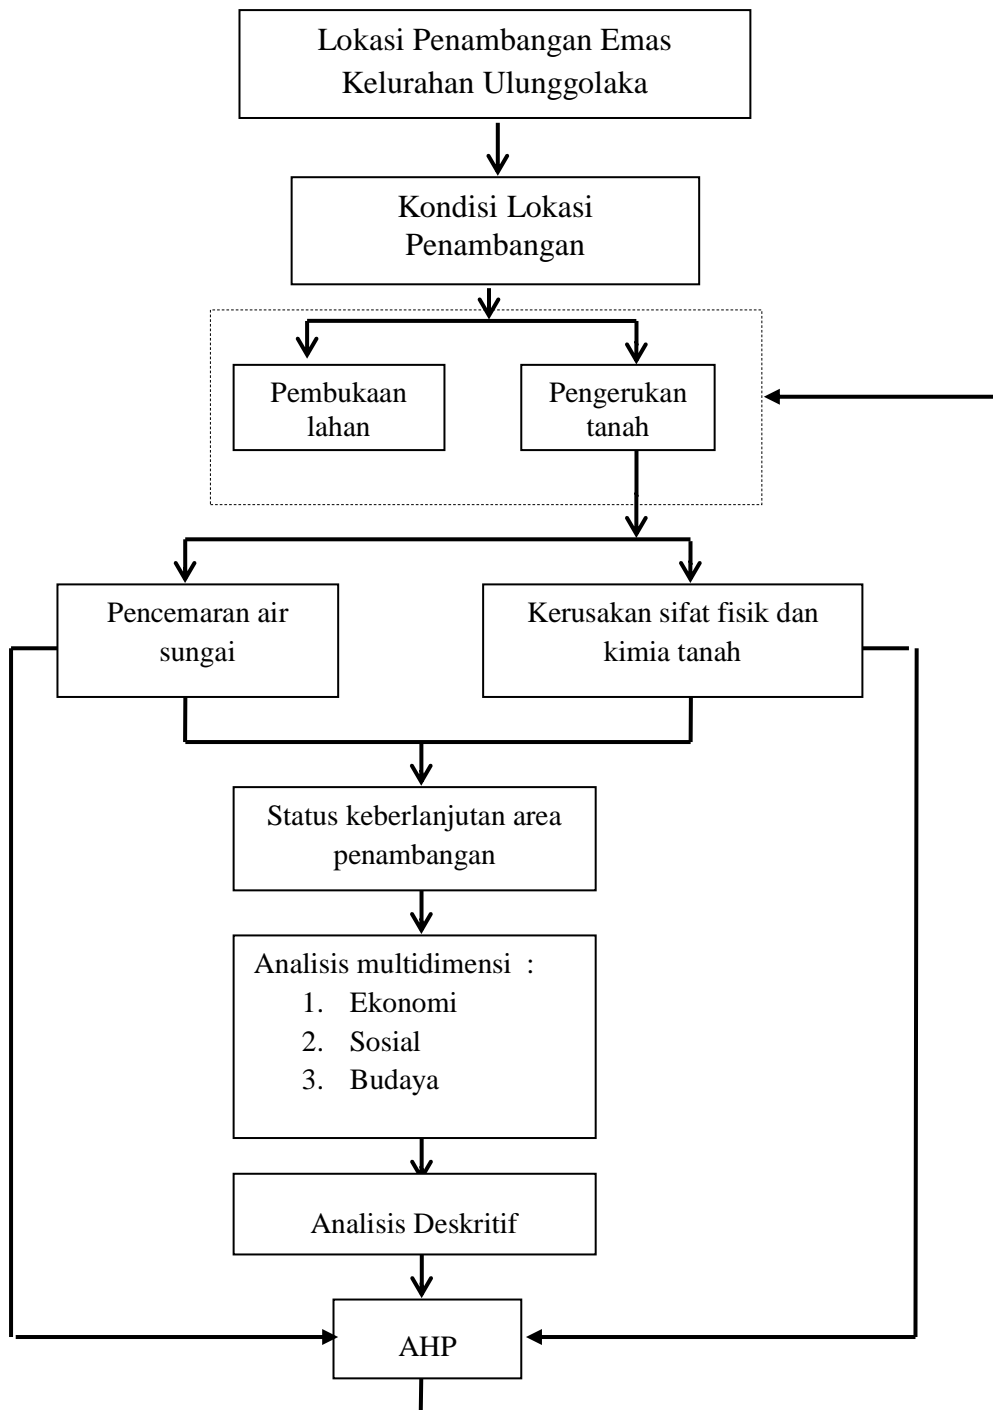 Lokasi Penambangan Emas
Kelurahan Ulunggolaka
Kondisi Lokasi
Penambangan
Pembukaan
lahan
Pengerukan
tanah
Pencemaran air
sungai
Kerusakan sifat fisik dan
kimia tanah
Status keberlanjutan area
penambangan
Analisis multidimensi :
1. Ekonomi
2. Sosial
3. Budaya
Analisis Deskritif
AHP